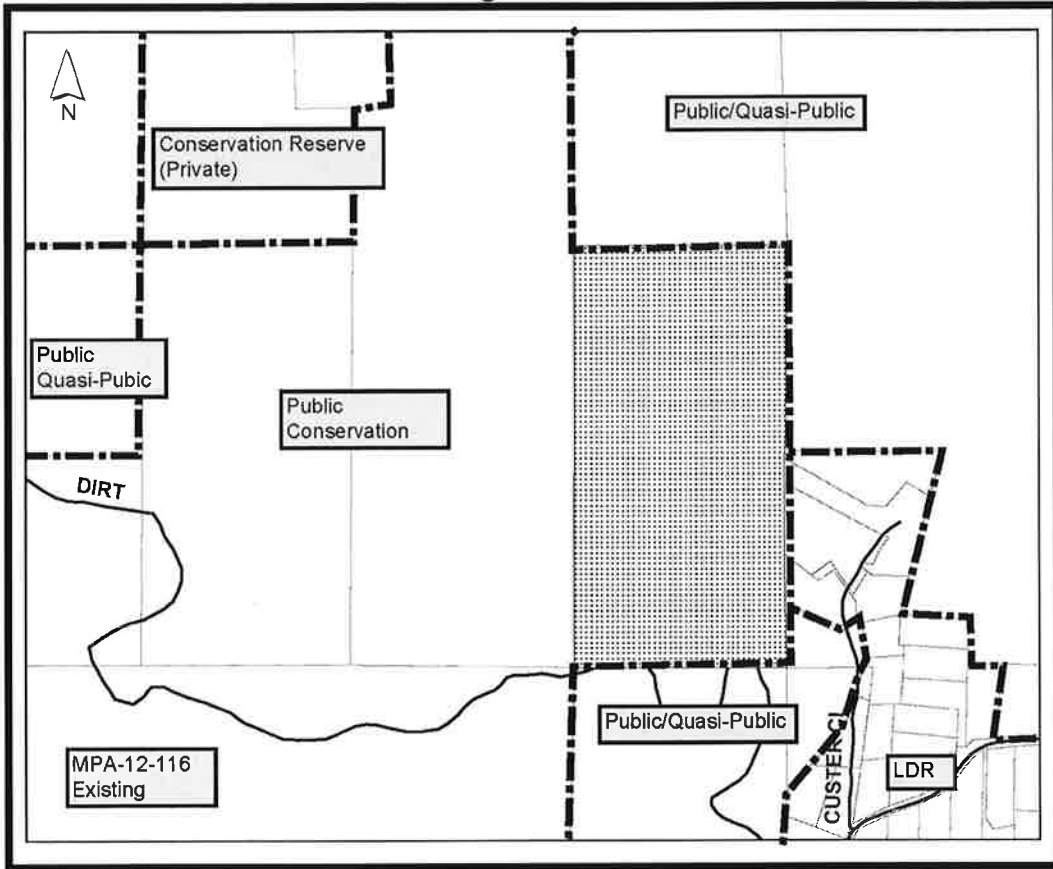 N
Conservation Reserve
(Private)
Public/Quasi-Public
Public
Quasi-Pubic
Public
Conservation
DIRT
Public/Quasi-Public
MPA-12-116
Existing
CUSTER CI
LDR